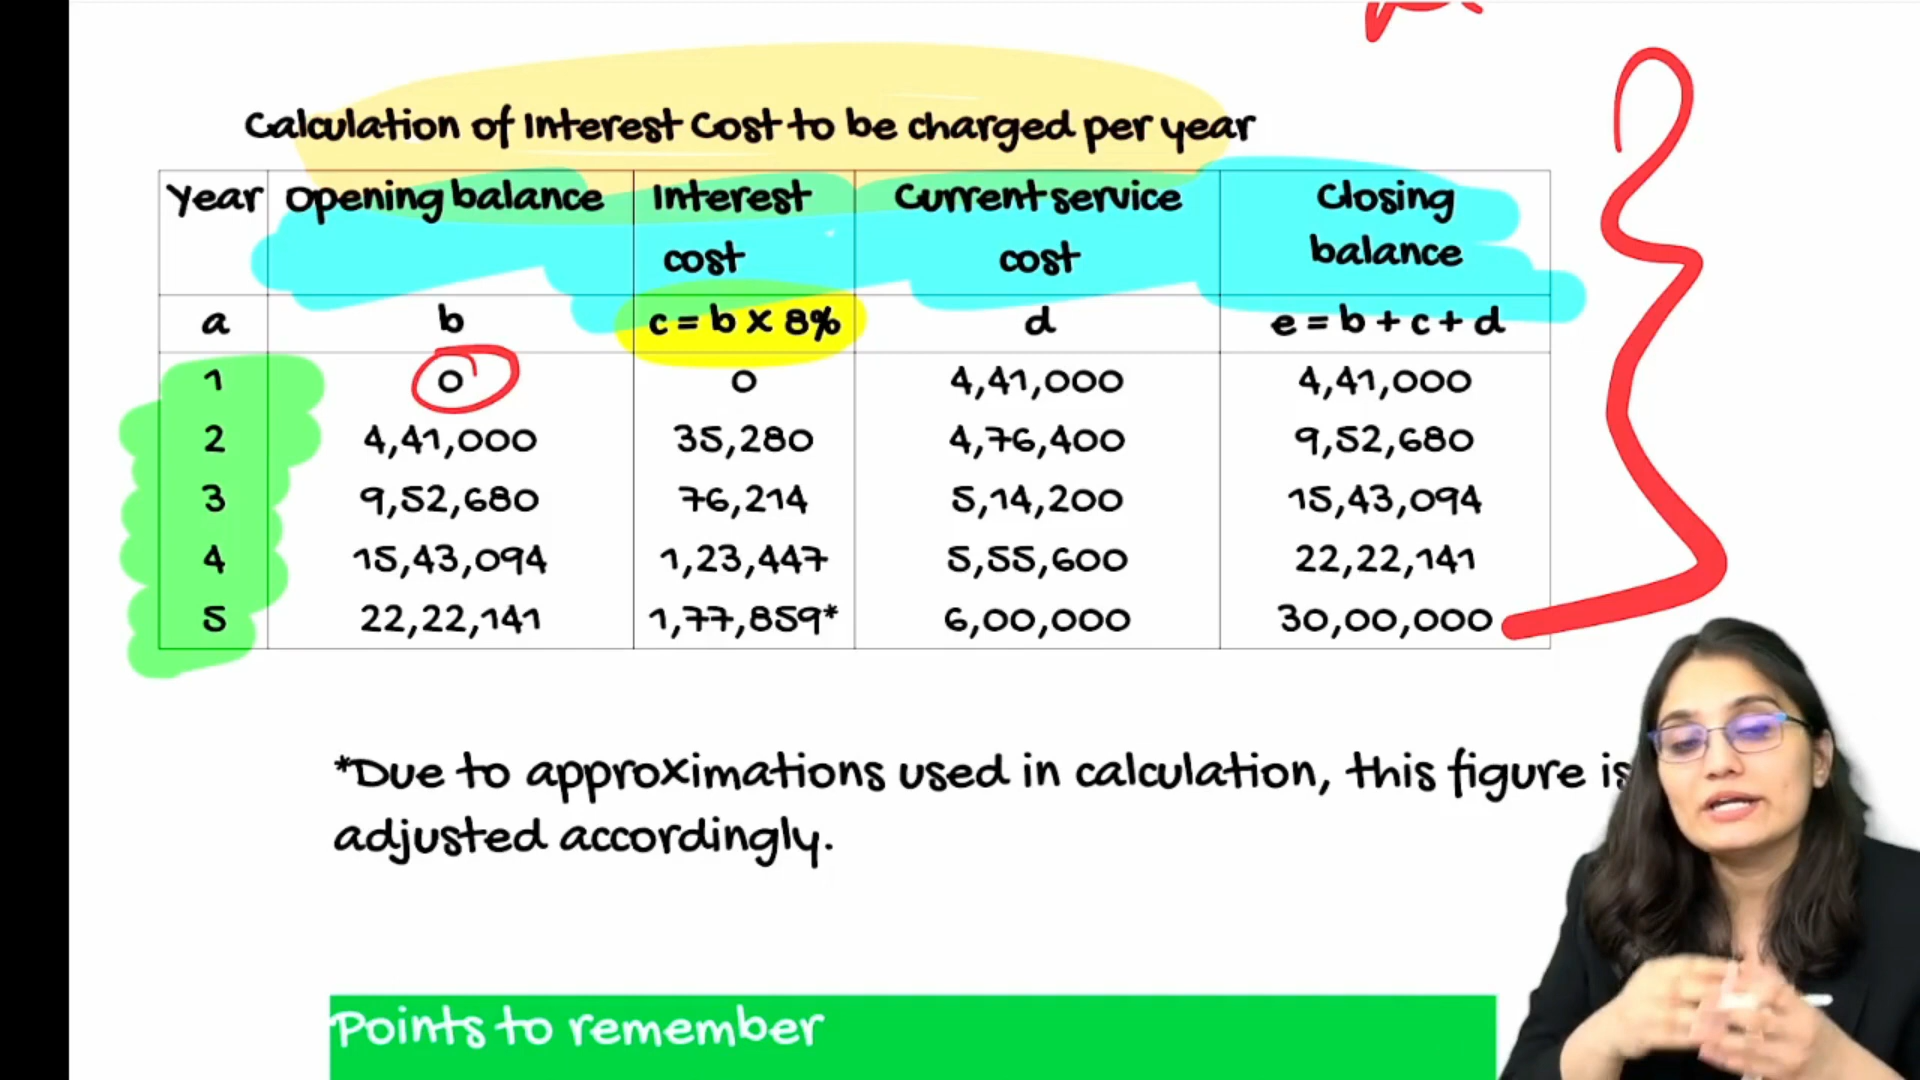 Calculation of Interest Cost to be charged per year
Year Opening balance Interest cost Current service cost Closing balance
a b c = b x 8% d e = b + c + d
1 0 0 4,41,000 4,41,000
2 4,41,000 35,280 4,76,400 9,52,680
3 9,52,680 76,214 5,14,200 15,43,094
4 15,43,094 1,23,447 5,55,600 22,22,141
5 22,22,141 1,77,859* 6,00,000 30,00,000
*Due to approximations used in calculation, this figure is
adjusted accordingly.
Points to remember